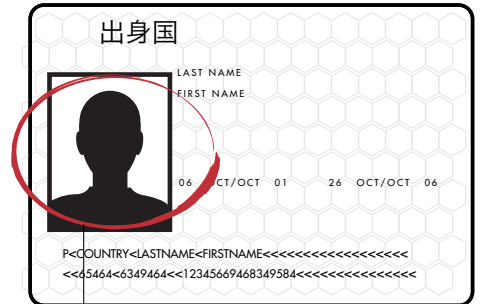 出身国
LAST NAME
FIRST NAME
06 OCT/OCT 01 26 OCT/OCT 06
P<COUNTRY<LASTNAME<FIRSTNAME<<<<<<<<<<<<<<<<<<
<<65464<6349464<<12345669468349584<<<<<<<<<<<<<<<